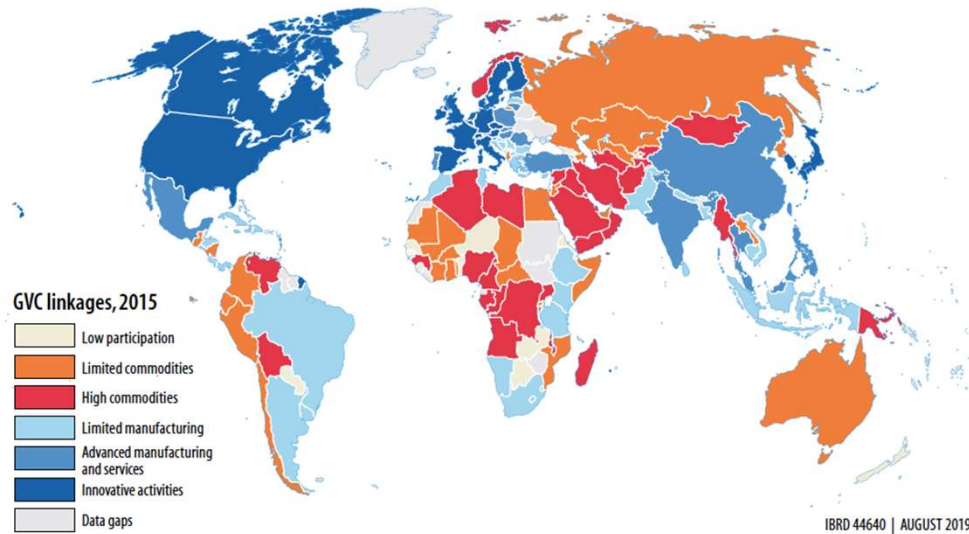 GVC linkages, 2015
Low participation
Limited commodities
High commodities
Limited manufacturing
Advanced manufacturing
and services
Innovative activities
Data gaps
IBRD 44640 | AUGUST 2019